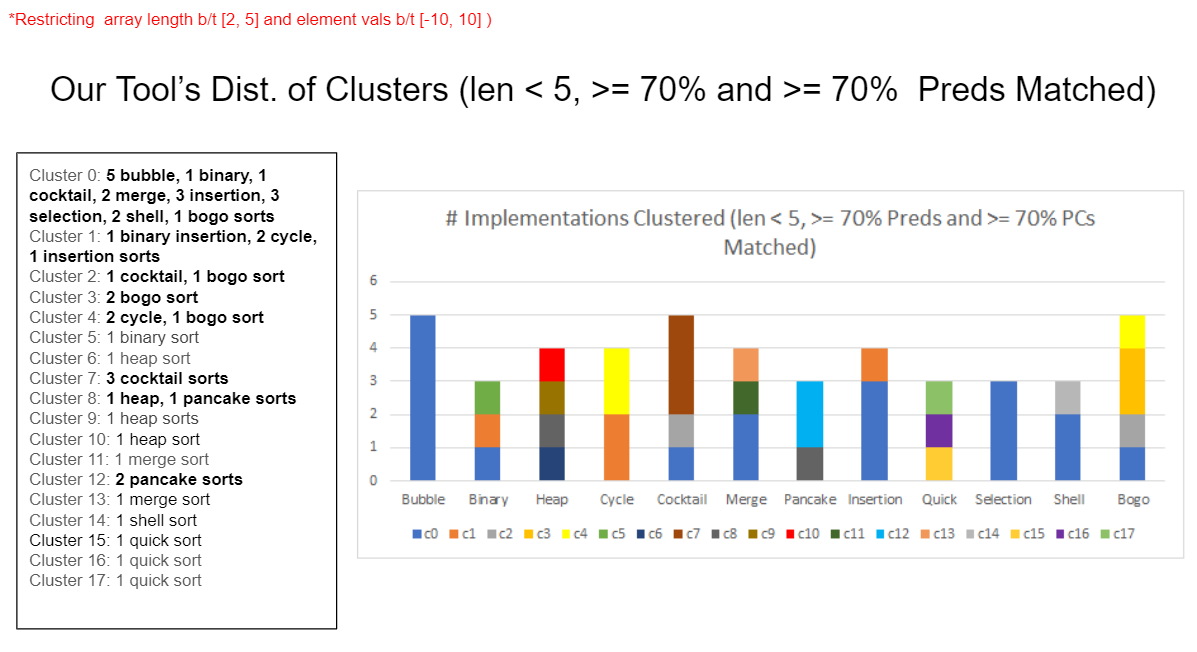 *Restricting  array length b/t [2, 5] and element vals b/t [-10, 10] )
Our Tool’s Dist. of Clusters (len < 5, >= 70% and >= 70%  Preds Matched)
Cluster 0: 5 bubble, 1 binary, 1
cocktail, 2 merge, 3 insertion, 3
selection, 2 shell, 1 bogo sorts
Cluster 1: 1 binary insertion, 2 cycle,
1 insertion sorts
Cluster 2: 1 cocktail, 1 bogo sort
Cluster 3: 2 bogo sort
Cluster 4: 2 cycle, 1 bogo sort
Cluster 5: 1 binary sort
Cluster 6: 1 heap sort
Cluster 7: 3 cocktail sorts
Cluster 8: 1 heap, 1 pancake sorts
Cluster 9: 1 heap sorts
Cluster 10: 1 heap sort
Cluster 11: 1 merge sort
Cluster 12: 2 pancake sorts
Cluster 13: 1 merge sort
Cluster 14: 1 shell sort
Cluster 15: 1 quick sort
Cluster 16: 1 quick sort
Cluster 17: 1 quick sort
# Implementations Clustered (len < 5, >= 70% Preds and >= 70% PCs
Matched)
6
5
4
3
2
1
0
Bubble Binary Heap Cycle Cocktail Merge Pancake Insertion Quick Selection Shell Bogo
c0 c1 c2 c3 c4 c5 c6 c7 c8 c9 c10 c11 c12 c13 c14 c15 c16 c17